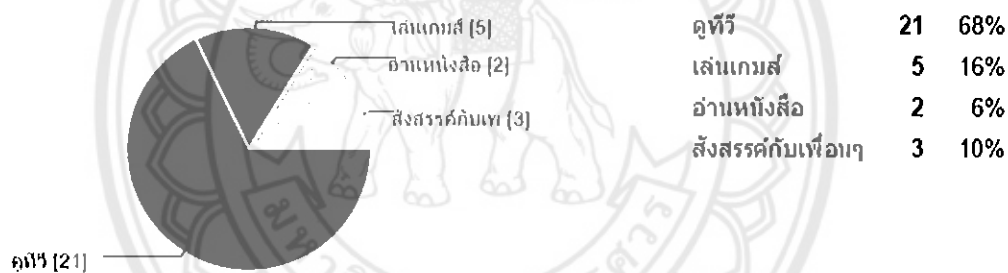 เล่นเกมส์ [5]
อ่านหนังสือ [2]
สังสรรค์กับเพ [3]
ดูทีวี [21]
ดูทีวี 21 68%
เล่นเกมส์ 5 16%
อ่านหนังสือ 2 6%
สังสรรค์กับเพื่อนๆ 3 10%